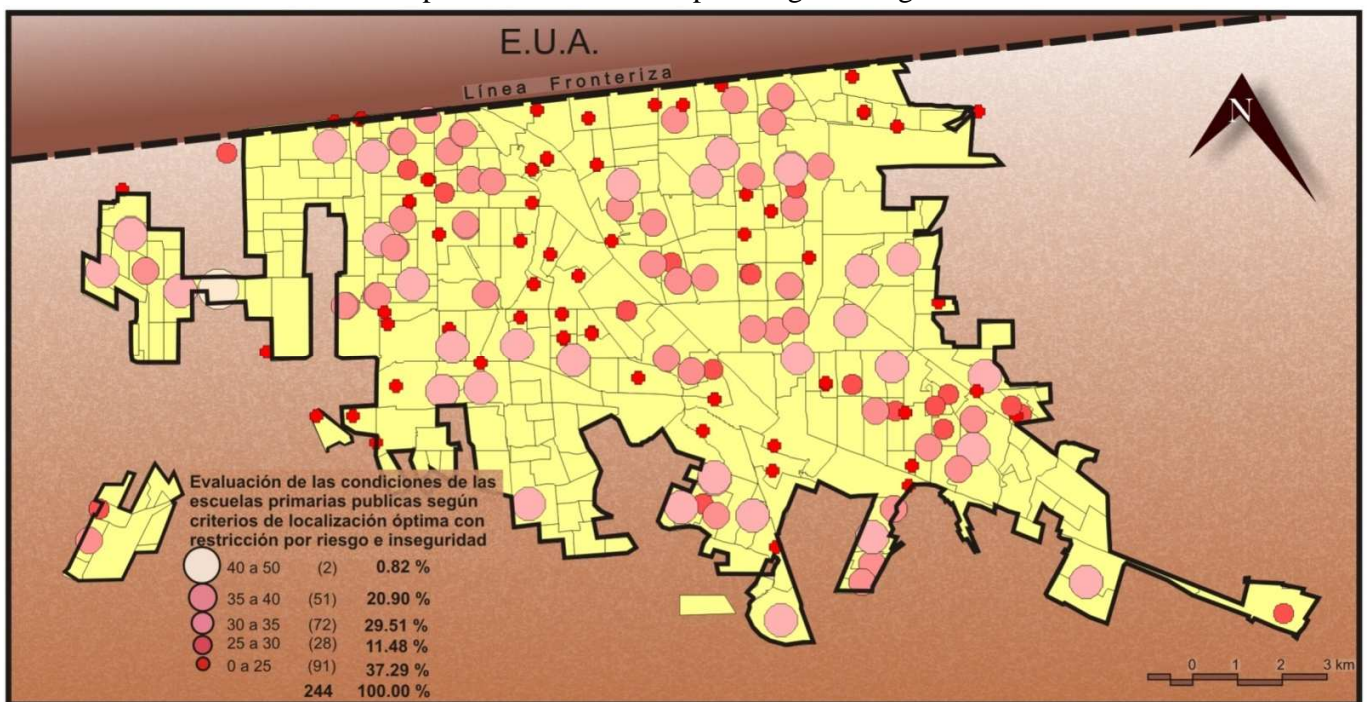 E.U.A.
Línea Fronteriza
N
Evaluación de las condiciones de las
escuelas primarias publicas según
criterios de localización óptima con
restricción por riesgo e inseguridad
40 a 50 (2) 0.82 %
35 a 40 (51) 20.90 %
30 a 35 (72) 29.51 %
25 a 30 (28) 11.48 %
0 a 25 (91) 37.29 %
244 100.00 %
0 1 2 3 km